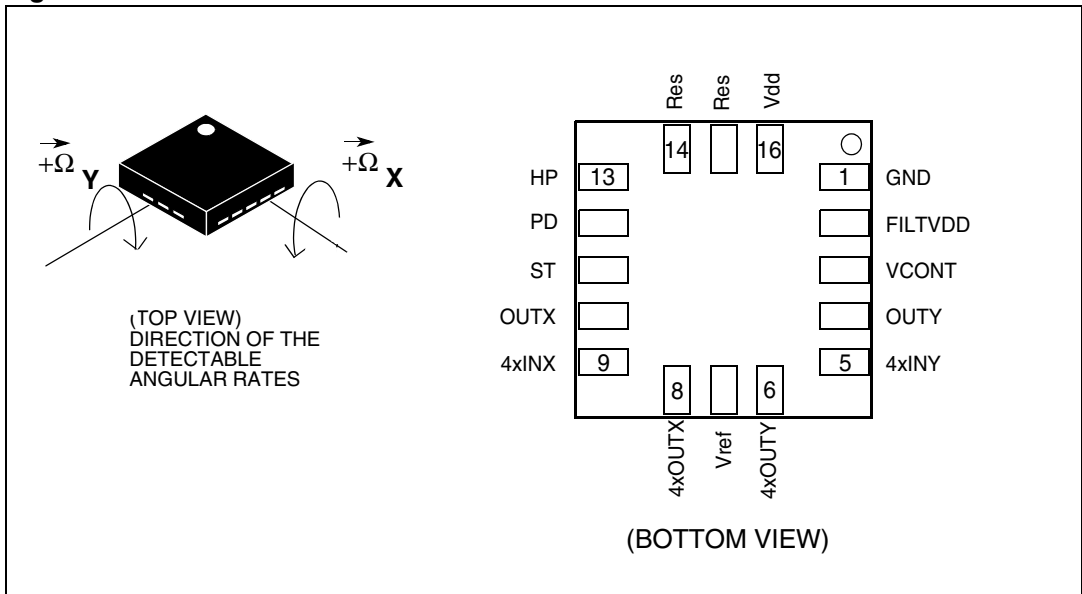 +Ω Y
+Ω X
(TOP VIEW)
DIRECTION OF THE
DETECTABLE
ANGULAR RATES
Res Res Vdd
14 16
HP 13 1 GND
PD FILTVDD
ST VCONT
OUTX OUTY
4xINX 9 5 4xINY
8 6
4xOUTX Vref 4xOUTY
(BOTTOM VIEW)